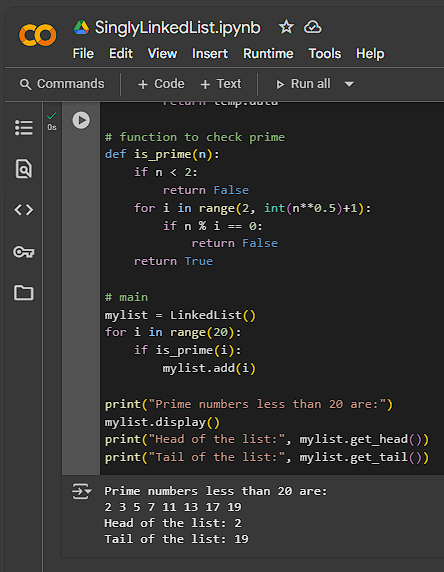 SinglyLinkedList.ipynb
File Edit View Insert Runtime Tools Help
Commands + Code + Text Run all
0s
return temp.data
# function to check prime
def is_prime(n):
    if n < 2:
        return False
    for i in range(2, int(n**0.5)+1):
        if n % i == 0:
            return False
    return True
# main
mylist = LinkedList()
for i in range(20):
    if is_prime(i):
        mylist.add(i)
print("Prime numbers less than 20 are:")
mylist.display()
print("Head of the list:", mylist.get_head())
print("Tail of the list:", mylist.get_tail())
Prime numbers less than 20 are:
2 3 5 7 11 13 17 19
Head of the list: 2
Tail of the list: 19